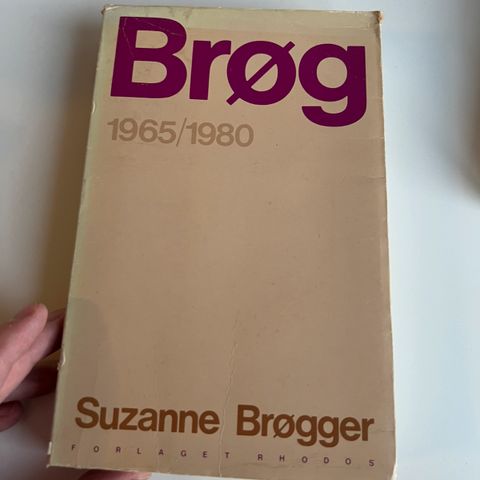 Brøg
1965/1980
Suzanne Brøgger
FORLAGET RHODOS